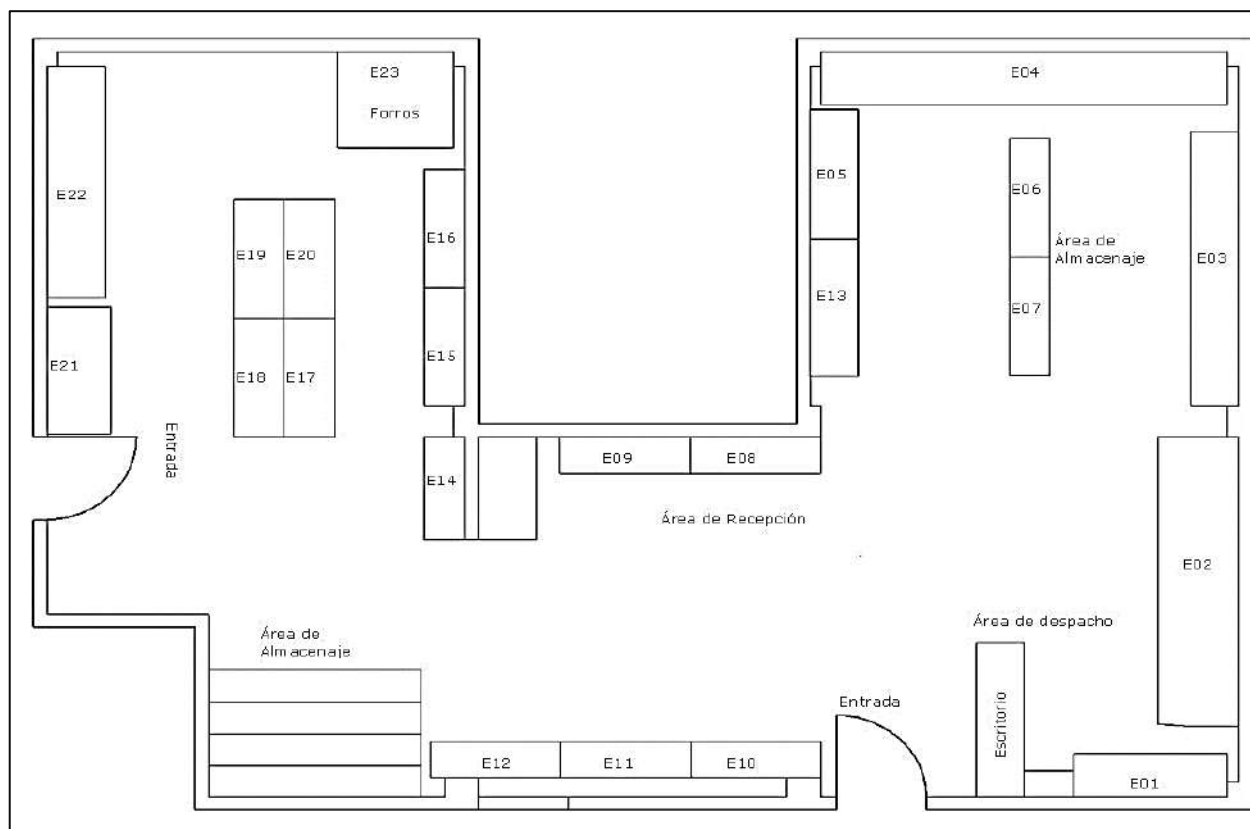 E23
Forros
E04
E22
E05
E06
E16
E19
E20
Área de
Almacenaje
E03
E13
E07
E15
E21
E18
E17
Entrada
E14
E09
E08
Área de Recepción
E02
Área de
Almacenaje
Área de despacho
Entrada
Escritorio
E12
E11
E10
E01